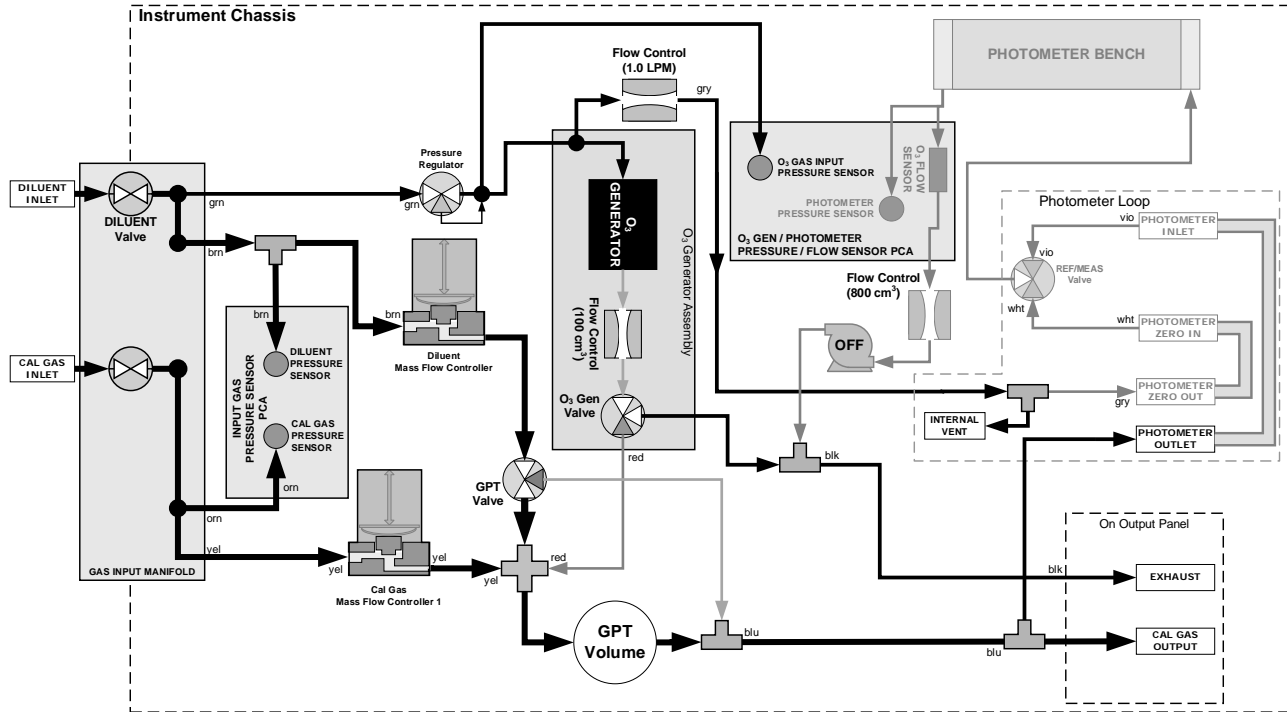 Instrument Chassis
Flow Control
(1.0 LPM)
gry
PHOTOMETER BENCH
Pressure
Regulator
DILUENT
INLET
DILUENT
Valve
grn
grn
brn
O₃
GENERATOR
O₃ GAS INPUT
PRESSURE SENSOR
O₃ FLOW
SENSOR
PHOTOMETER
PRESSURE SENSOR
O₃ GEN / PHOTOMETER
PRESSURE / FLOW SENSOR PCA
Photometer Loop
vio
PHOTOMETER
INLET
vio
REF/MEAS
Valve
wht
wht
PHOTOMETER
ZERO IN
O₃ Generator Assembly
Flow Control
(800 cm³)
Flow Control
(100 cm³)
OFF
brn
brn
Diluent
Mass Flow Controller
CAL GAS
INLET
INPUT GAS
PRESSURE SENSOR
PCA
DILUENT
PRESSURE
SENSOR
CAL GAS
PRESSURE
SENSOR
orn
orn
O₃ Gen
Valve
red
gry
PHOTOMETER
ZERO OUT
INTERNAL
VENT
PHOTOMETER
OUTLET
blk
GPT
Valve
On Output Panel
yel
yel
yel
yel
red
GAS INPUT MANIFOLD
Cal Gas
Mass Flow Controller 1
blk
EXHAUST
GPT
Volume
blu
blu
CAL GAS
OUTPUT